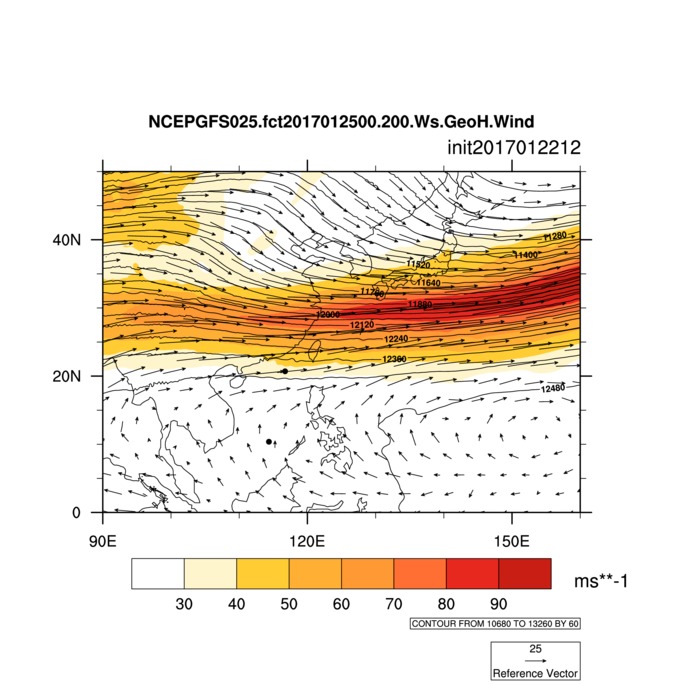 NCEPGFS025.fct2017012500.200.Ws.GeoH.Wind
init2017012212
40N
20N
0
11280
11400
11520
11640
11760
11880
12000
12120
12240
12360
12480
90E 120E 150E
30 40 50 60 70 80 90
ms**-1
CONTOUR FROM 10680 TO 13260 BY 60
25
Reference Vector